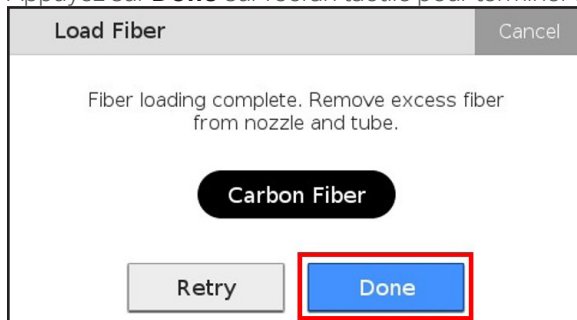 Appuyez sur Done sur l'écran tactile pour terminer
Load Fiber
Cancel
Fiber loading complete. Remove excess fiber
from nozzle and tube.
Carbon Fiber
Retry
Done